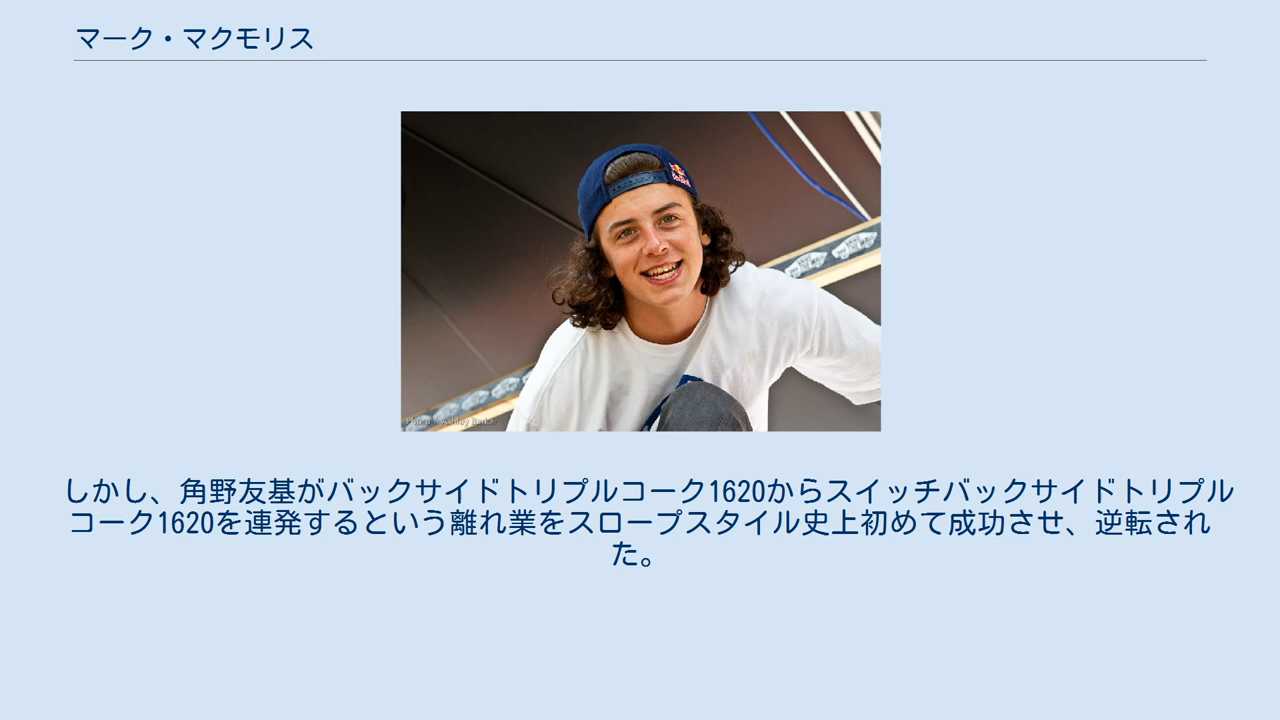 マーク・マクモリス
しかし、角野友基がバックサイドトリプルコーク1620からスイッチバックサイドトリプル
コーク1620を連発するという離れ業をスロープスタイル史上初めて成功させ、逆転され
た。